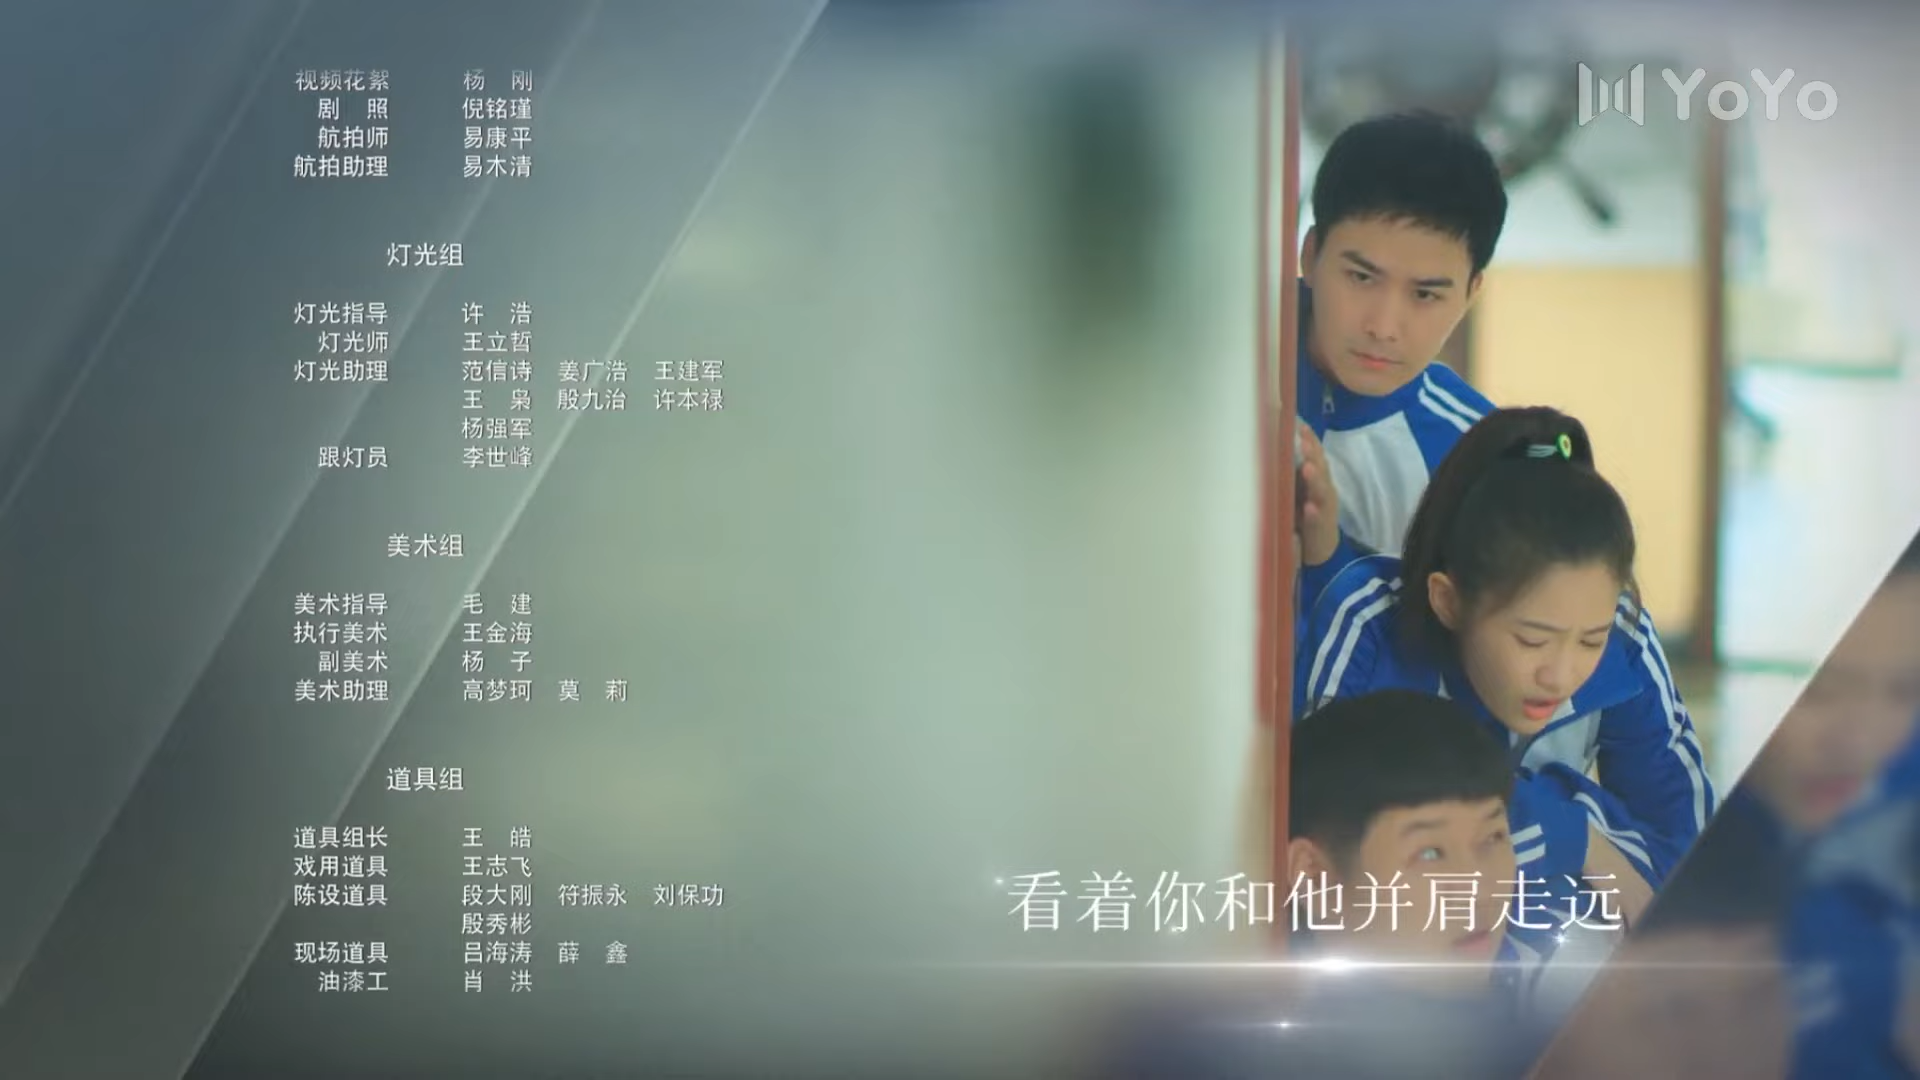 视频花絮 杨 刚
剧 照 倪铭瑾
航拍师 易康平
航拍助理 易木清
灯光组
灯光指导 许 浩
灯光师 王立哲
灯光助理 范信诗 姜广浩 王建军
王 枭 殷九治 许本禄
杨强军
跟灯员 李世峰
美术组
美术指导 毛 建
执行美术 王金海
副美术 杨 子
美术助理 高梦珂 莫 莉
道具组
道具组长 王 皓
戏用道具 王志飞
陈设道具 段大刚 符振永 刘保功
殷秀彬
现场道具 吕海涛 薛 鑫
油漆工 肖 洪
YoYo
看着你和他并肩走远